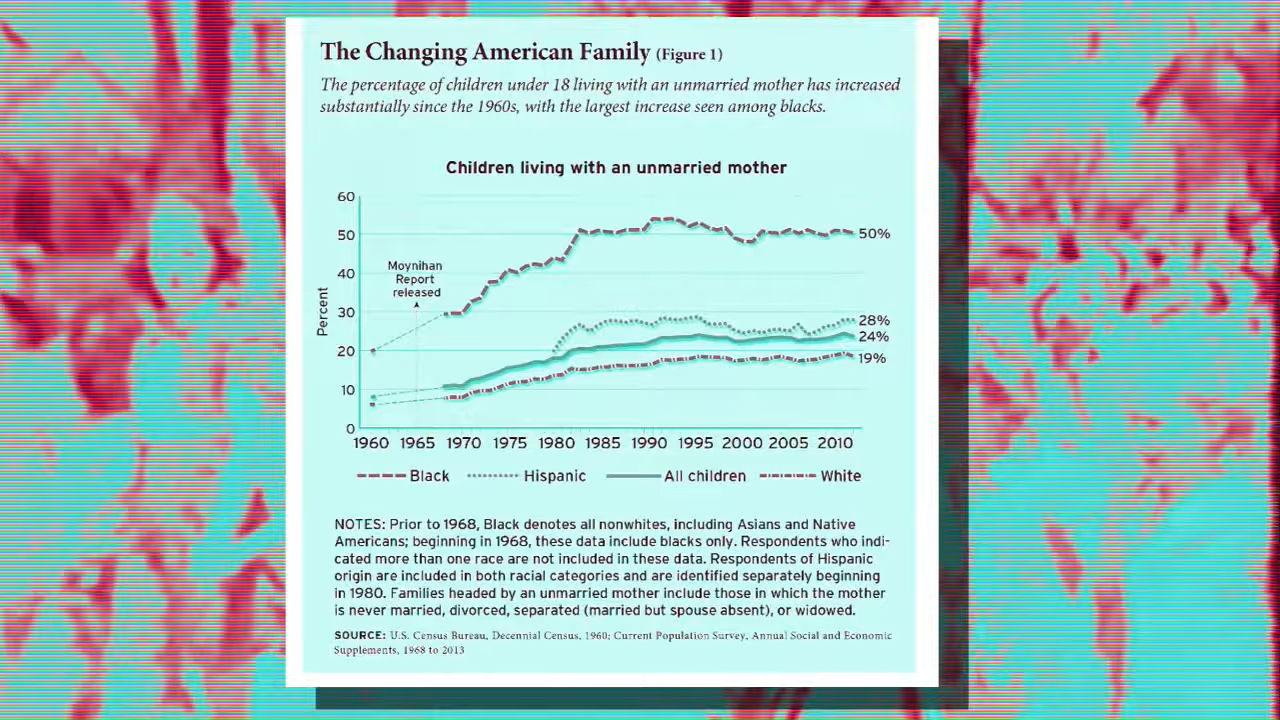 The Changing American Family (Figure 1)
The percentage of children under 18 living with an unmarried mother has increased
substantially since the 1960s, with the largest increase seen among blacks.
Children living with an unmarried mother
60
50
40
30
20
10
0
Percent
Moynihan
Report
released
50%
28%
24%
19%
1960 1965 1970 1975 1980 1985 1990 1995 2000 2005 2010
Black Hispanic All children White
NOTES: Prior to 1968, Black denotes all nonwhites, including Asians and Native
Americans; beginning in 1968, these data include blacks only. Respondents who indi-
cated more than one race are not included in these data. Respondents of Hispanic
origin are included in both racial categories and are identified separately beginning
in 1980. Families headed by an unmarried mother include those in which the mother
is never married, divorced, separated (married but spouse absent), or widowed.
SOURCE: U.S. Census Bureau, Decennial Census, 1960; Current Population Survey, Annual Social and Economic
Supplements, 1968 to 2013